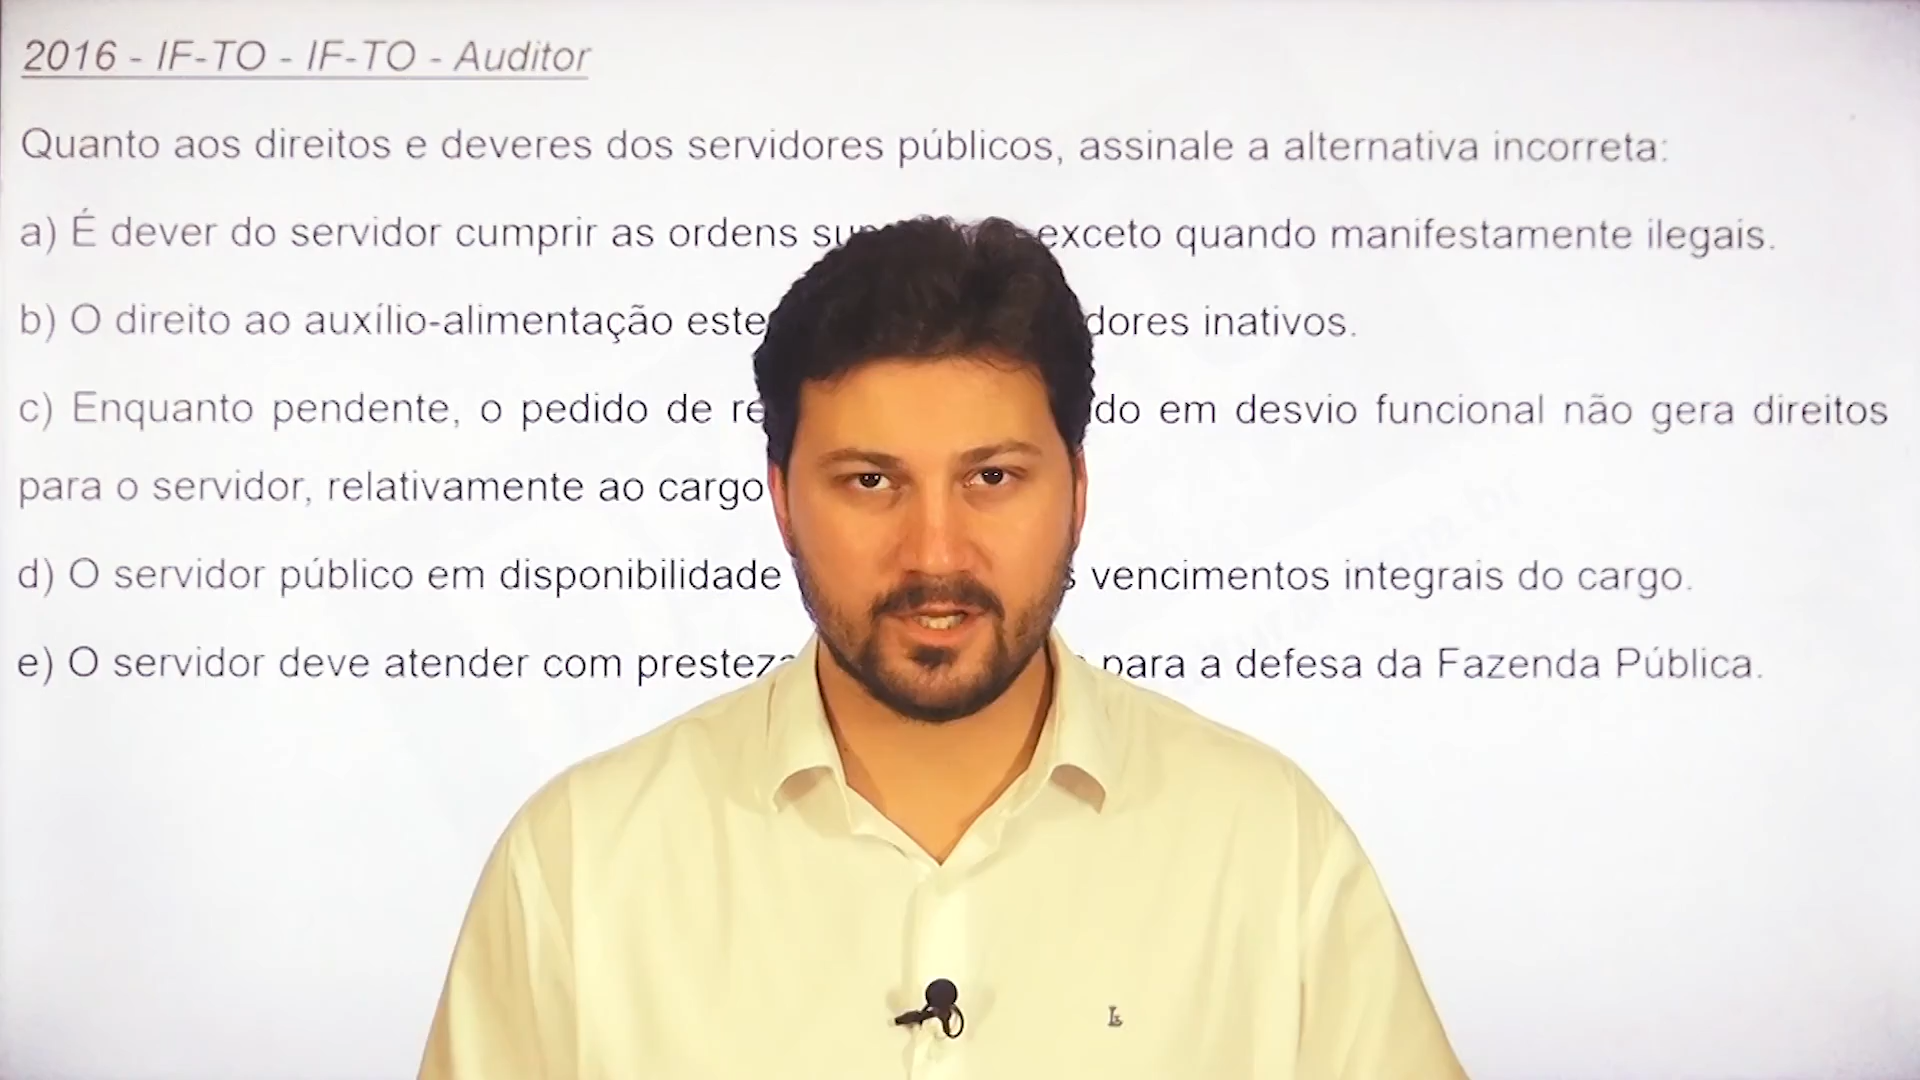 2016 - IF-TO - IF-TO - Auditor
Quanto aos direitos e deveres dos servidores públicos, assinale a alternativa incorreta:
a) É dever do servidor cumprir as ordens exceto quando manifestamente ilegais.
b) O direito ao auxílio-alimentação inativos.
c) Enquanto pendente, o pedido de em desvio funcional não gera direitos
para o servidor, relativamente ao cargo
d) O servidor público em disponibilidade vencimentos integrais do cargo.
e) O servidor deve atender com para a defesa da Fazenda Pública.